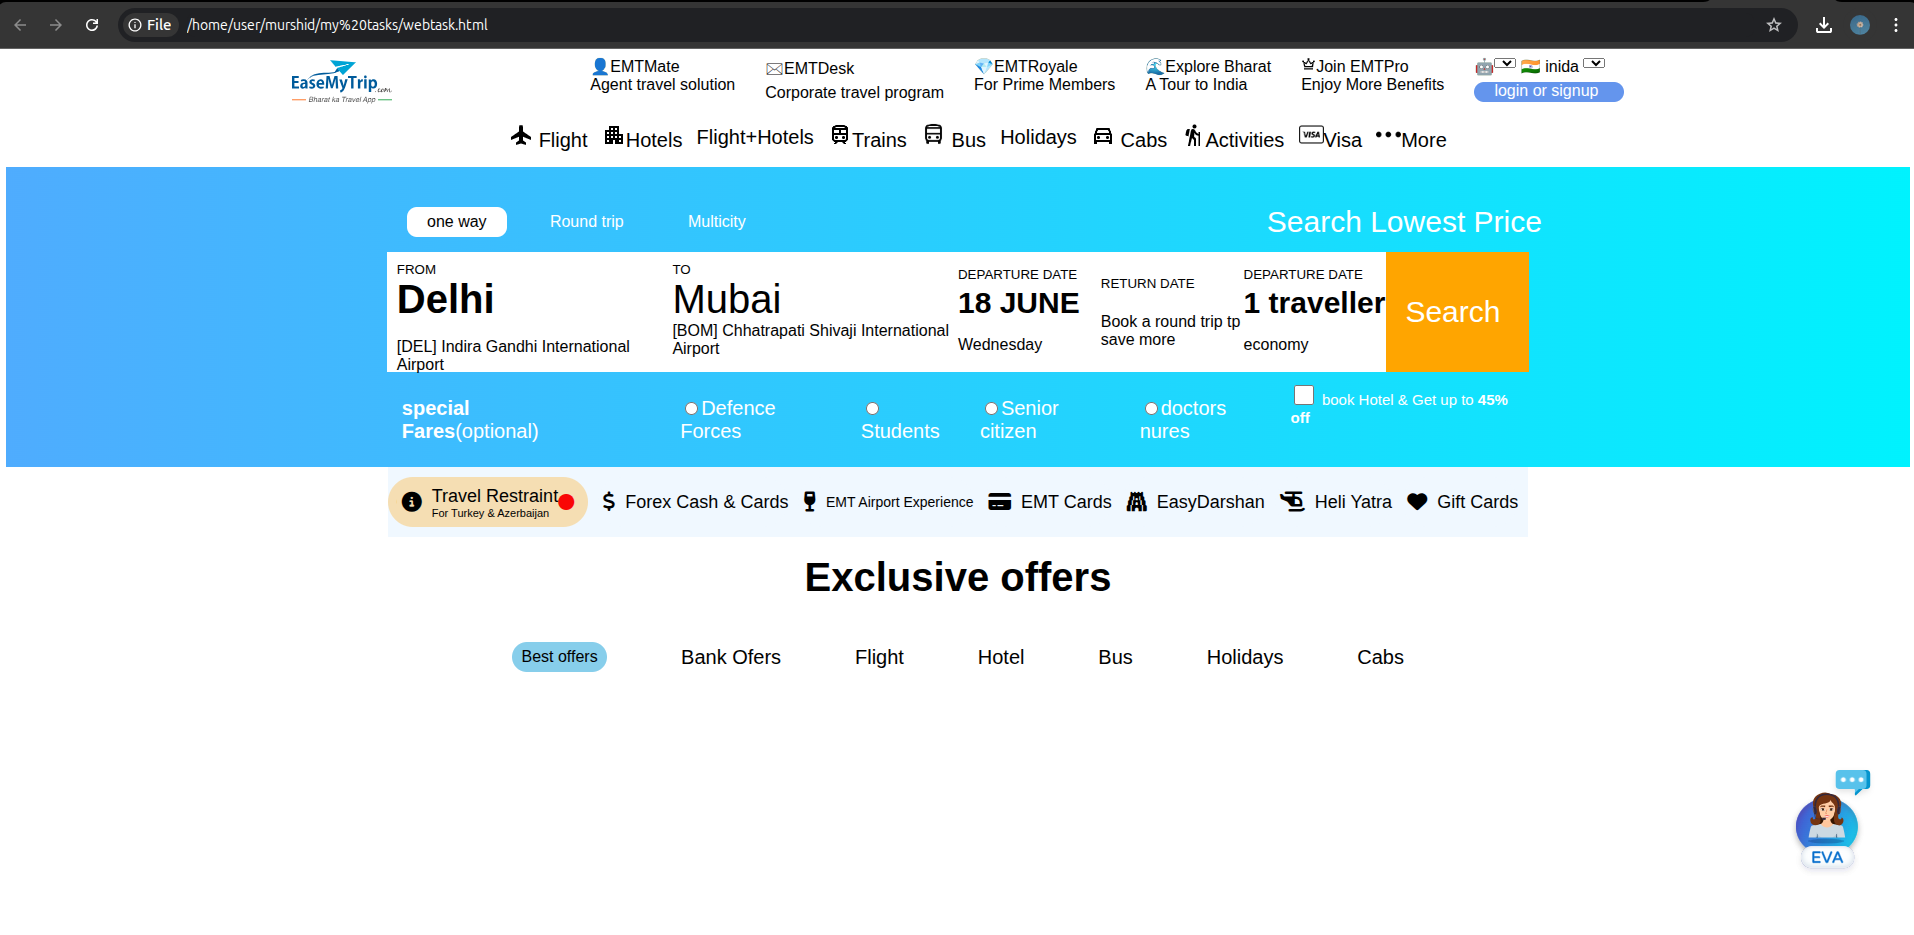 File /home/user/murshid/my%20tasks/webtask.html
EaseMyTrip.com
Bharat ka Travel App
EMTMate
Agent travel solution
EMTDesk
Corporate travel program
EMTRoyale
For Prime Members
Explore Bharat
A Tour to India
Join EMTPro
Enjoy More Benefits
inida
login or signup
Flight Hotels Flight+Hotels Trains Bus Holidays Cabs Activities VISA Visa More
one way Round trip Multicity Search Lowest Price
FROM
Delhi
[DEL] Indira Gandhi International
Airport
TO
Mubai
[BOM] Chhatrapati Shivaji International
Airport
DEPARTURE DATE
18 JUNE
Wednesday
RETURN DATE
Book a round trip tp
save more
DEPARTURE DATE
1 traveller
economy
Search
special
Fares(optional)
Defence
Forces
Students
Senior
citizen
doctors
nures
book Hotel & Get up to 45%
off
Travel Restraint
For Turkey & Azerbaijan
Forex Cash & Cards EMT Airport Experience EMT Cards EasyDarshan Heli Yatra Gift Cards
Exclusive offers
Best offers Bank Ofers Flight Hotel Bus Holidays Cabs
EVA